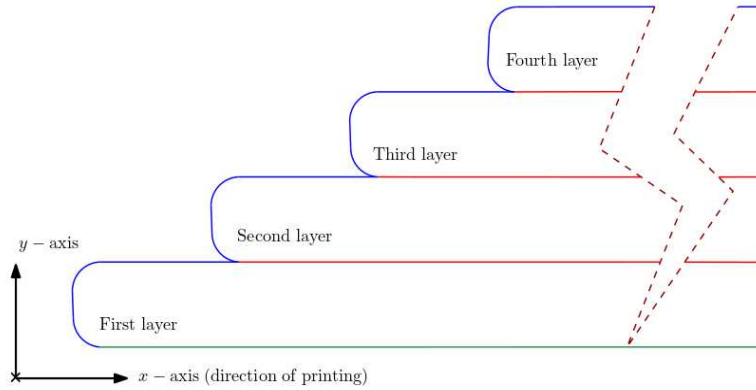 Fourth layer
Third layer
Second layer
y − axis
First layer
x − axis (direction of printing)